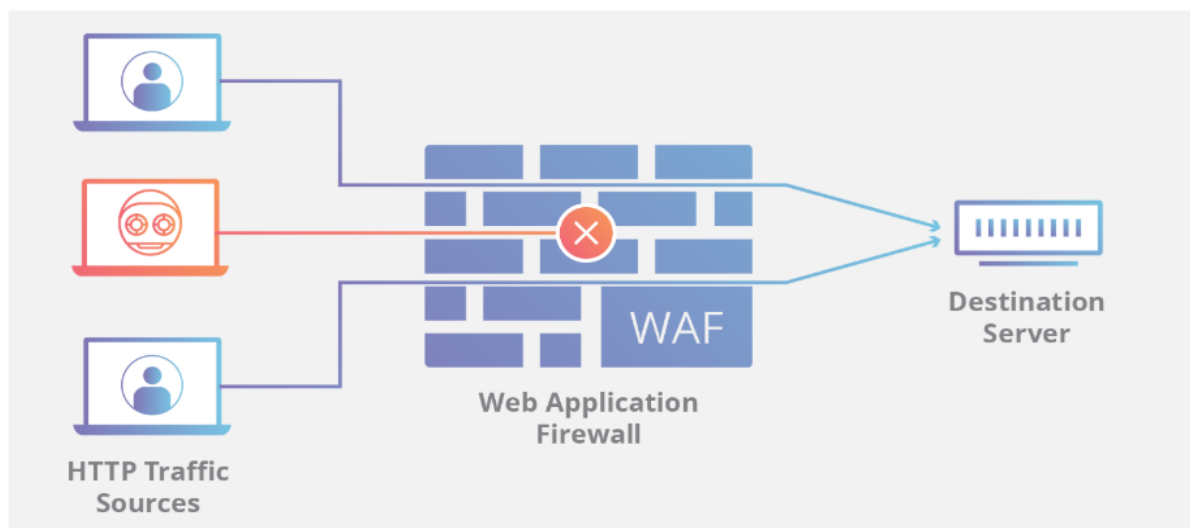 WAF
Web Application
Firewall
Destination
Server
HTTP Traffic
Sources